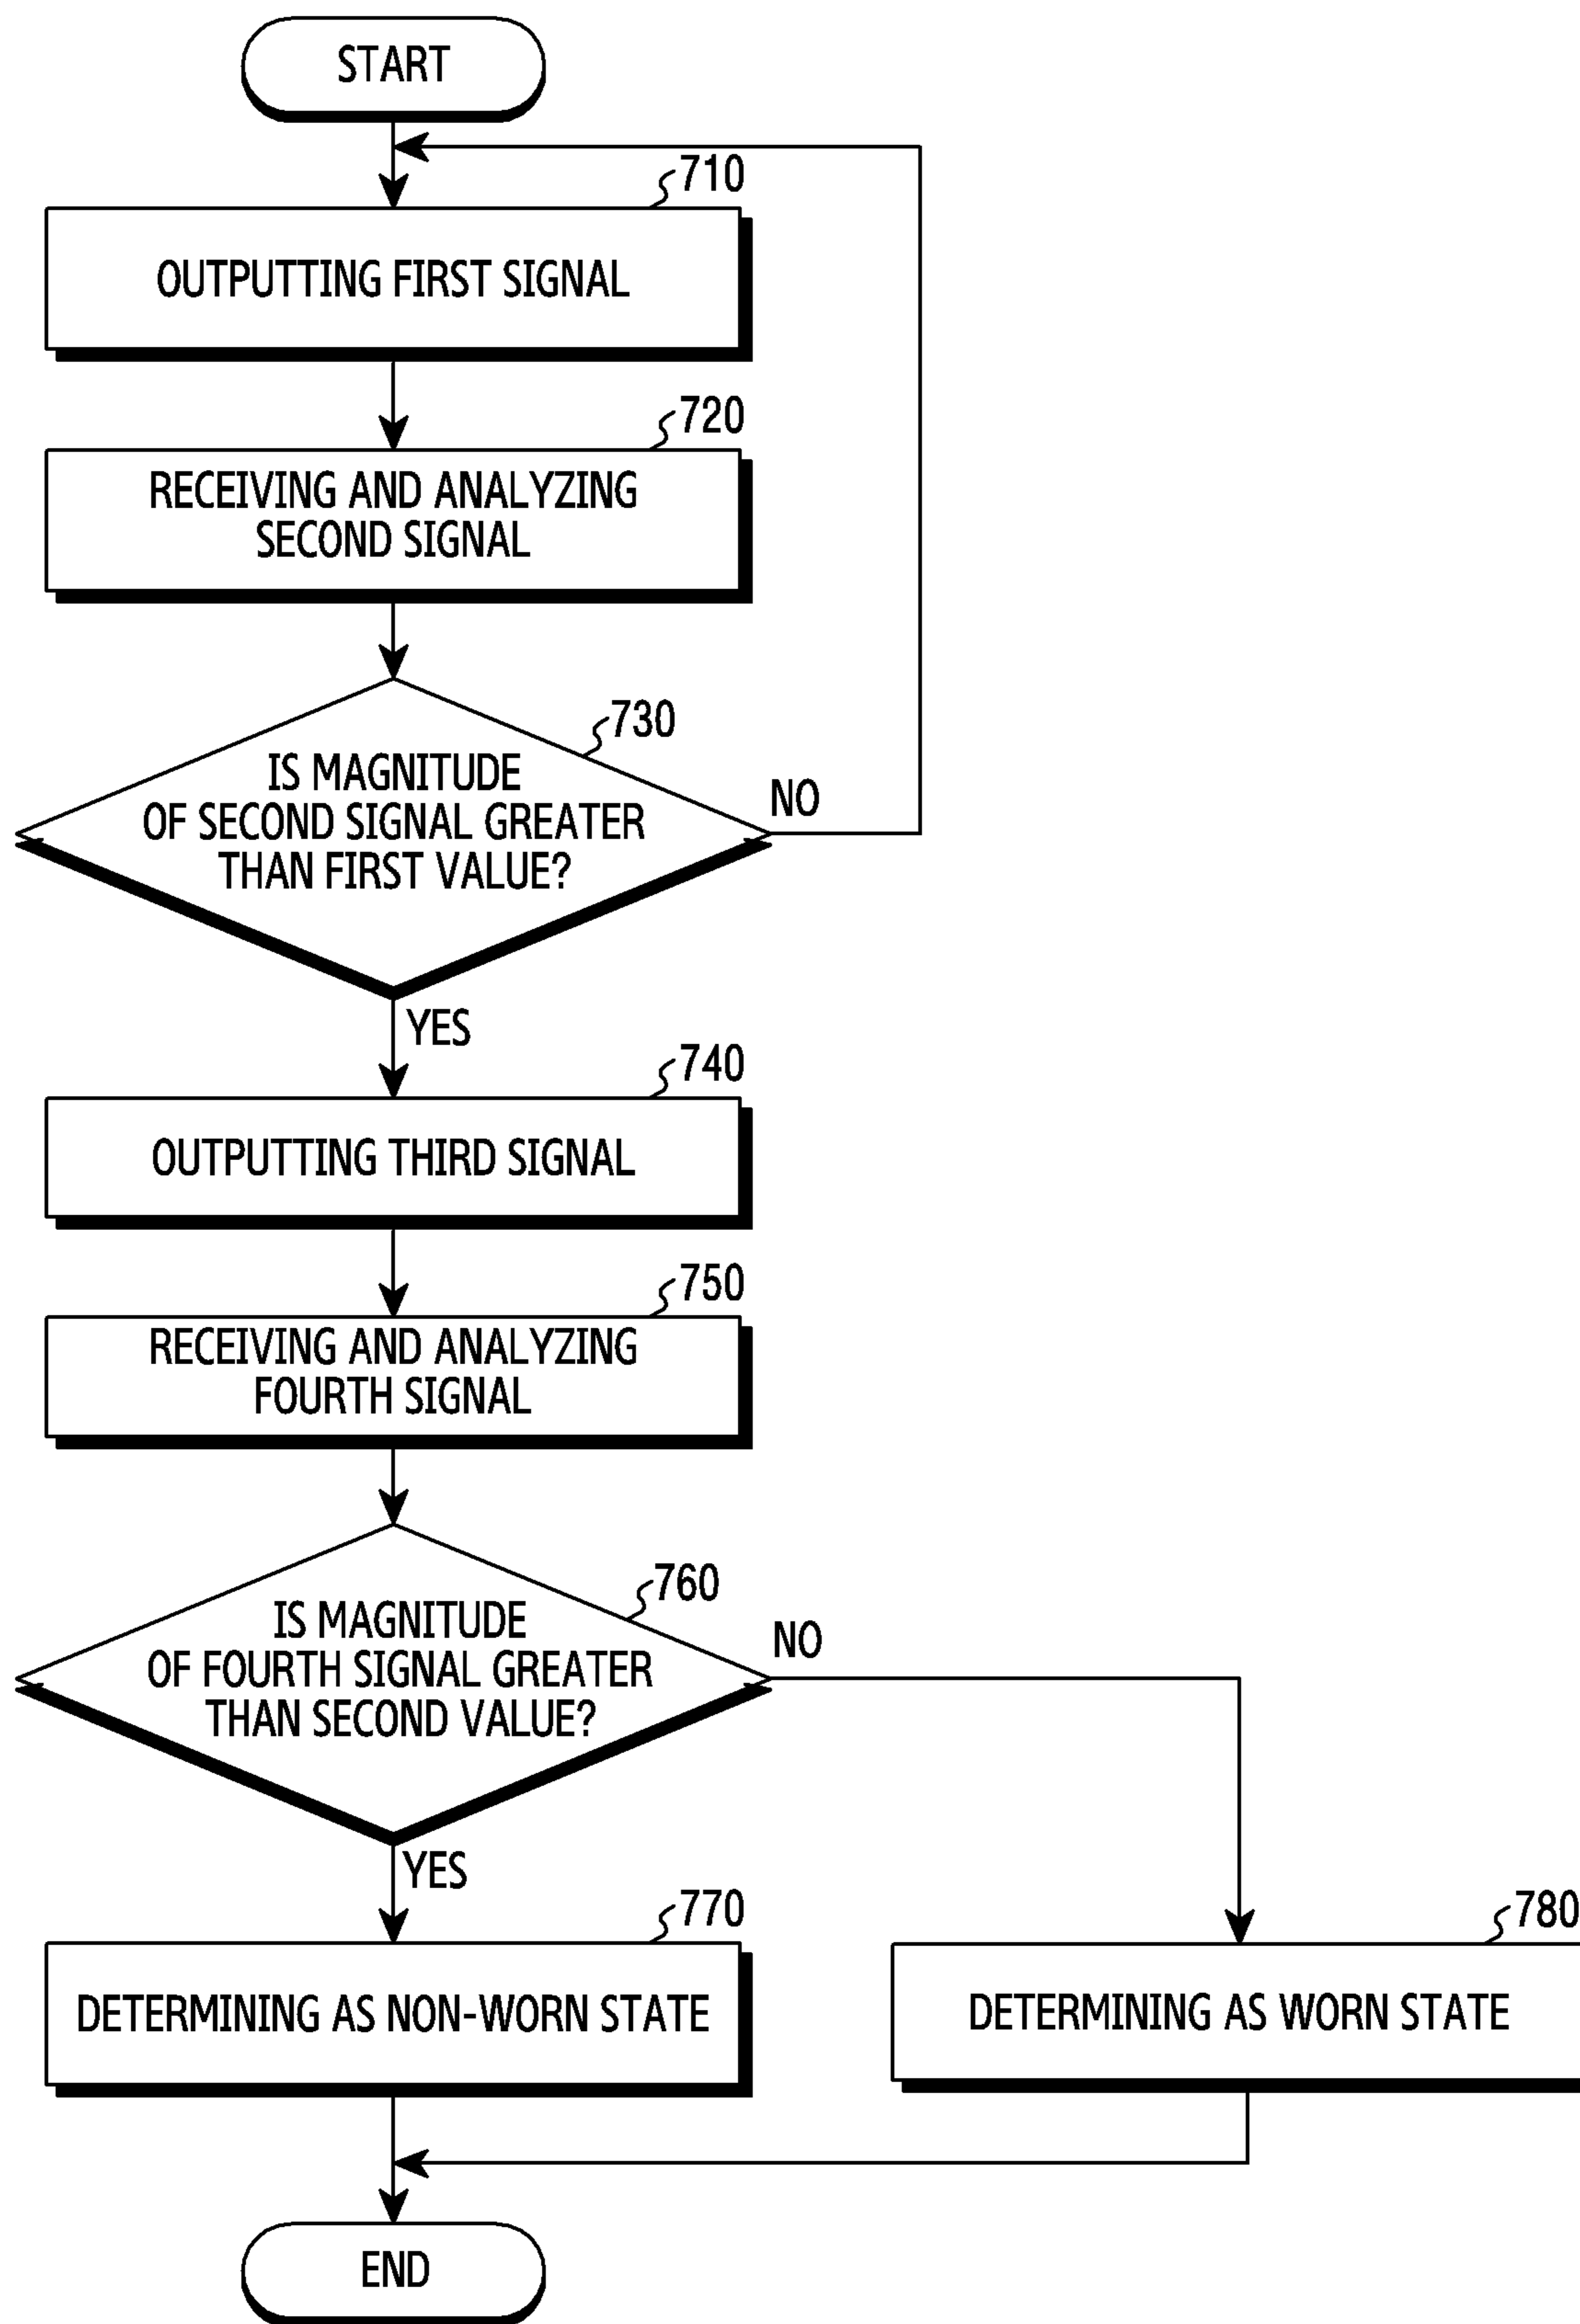 START
710
OUTPUTTING FIRST SIGNAL
720
RECEIVING AND ANALYZING
SECOND SIGNAL
730
IS MAGNITUDE
OF SECOND SIGNAL GREATER
THAN FIRST VALUE?
NO
YES
740
OUTPUTTING THIRD SIGNAL
750
RECEIVING AND ANALYZING
FOURTH SIGNAL
760
IS MAGNITUDE
OF FOURTH SIGNAL GREATER
THAN SECOND VALUE?
NO
YES
770
DETERMINING AS NON-WORN STATE
780
DETERMINING AS WORN STATE
END